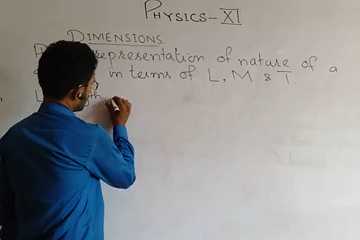 PHYSICS-XI
DIMENSIONS.
representation of nature of a
in terms of L, M & T.